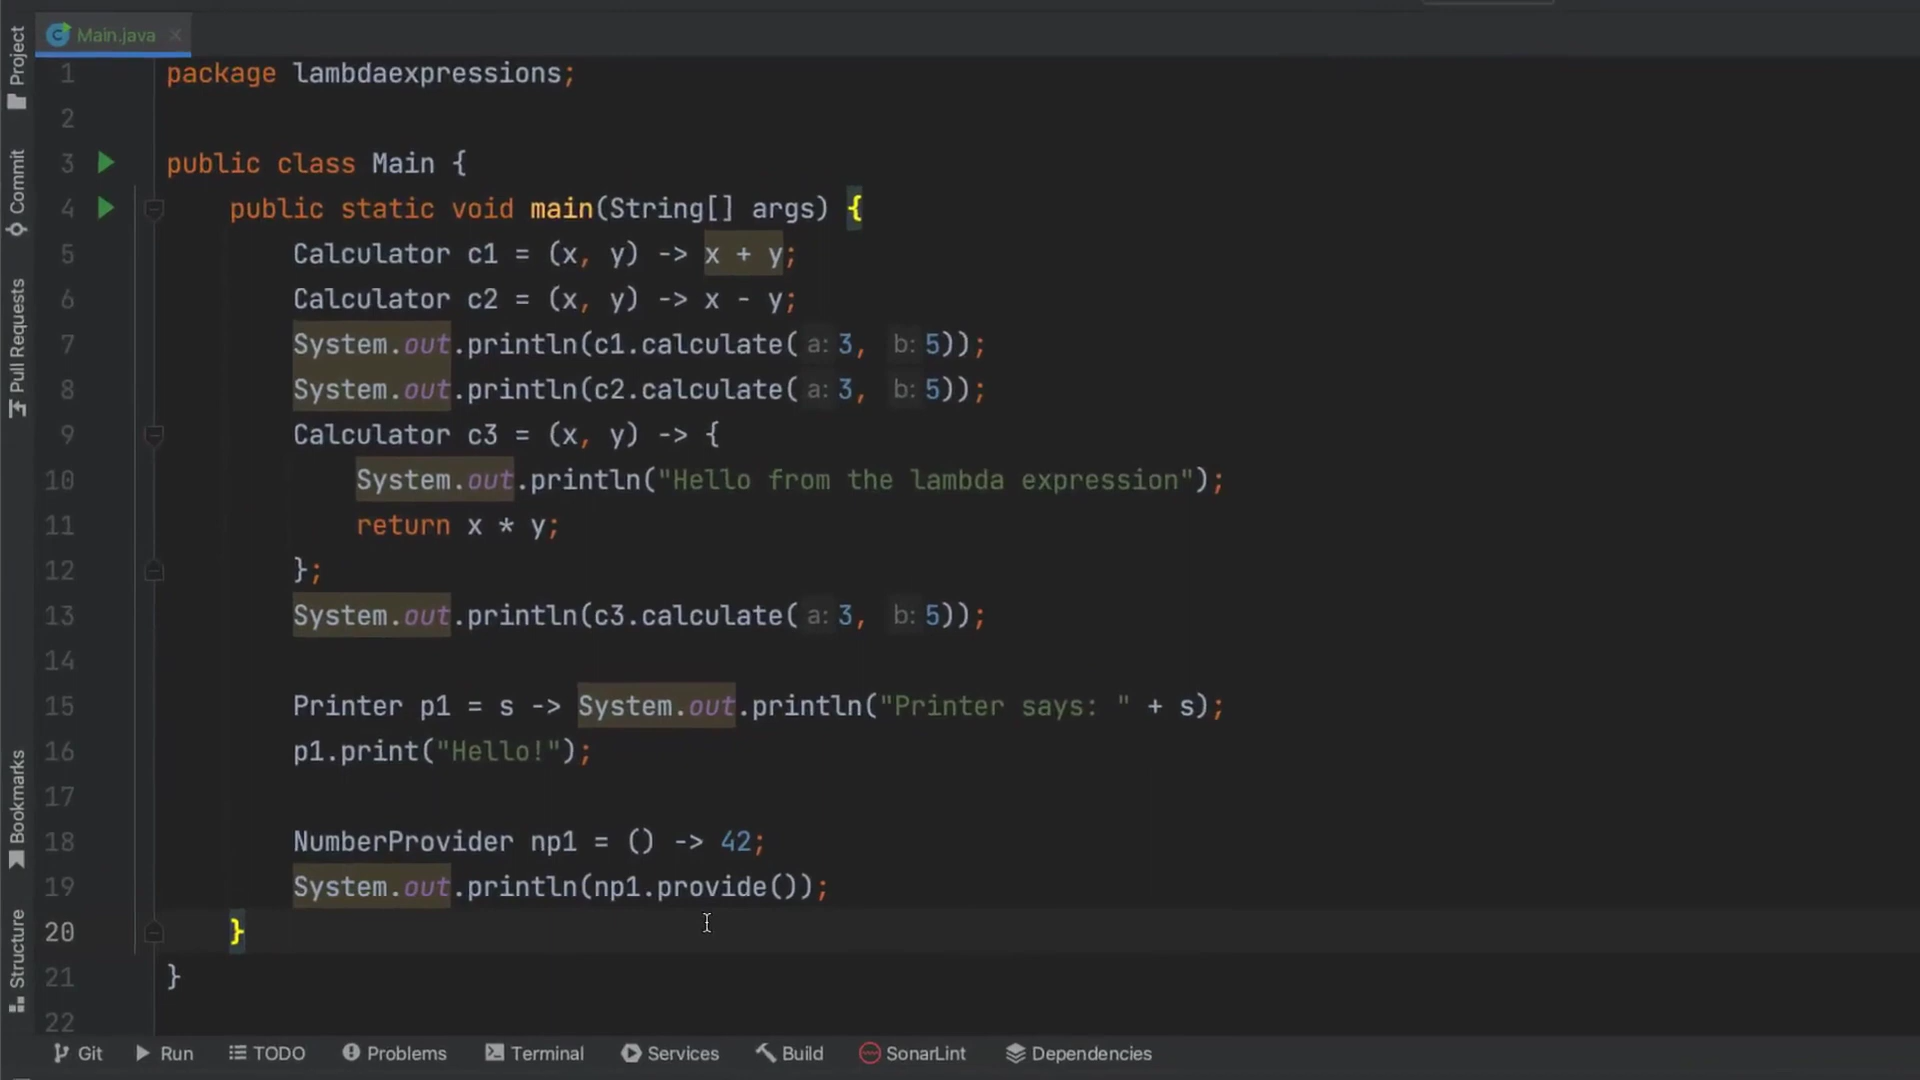 Main.java
Project
Commit
Pull Requests
Bookmarks
Structure
1 package lambdaexpressions;
2
3 public class Main {
4 public static void main(String[] args) {
5 Calculator c1 = (x, y) -> x + y;
6 Calculator c2 = (x, y) -> x - y;
7 System.out.println(c1.calculate( a: 3, b: 5));
8 System.out.println(c2.calculate( a: 3, b: 5));
9 Calculator c3 = (x, y) -> {
10 System.out.println("Hello from the lambda expression");
11 return x * y;
12 };
13 System.out.println(c3.calculate( a: 3, b: 5));
14
15 Printer p1 = s -> System.out.println("Printer says: " + s);
16 p1.print("Hello!");
17
18 NumberProvider np1 = () -> 42;
19 System.out.println(np1.provide());
20 }
21 }
22
Git Run TODO Problems Terminal Services Build SonarLint Dependencies